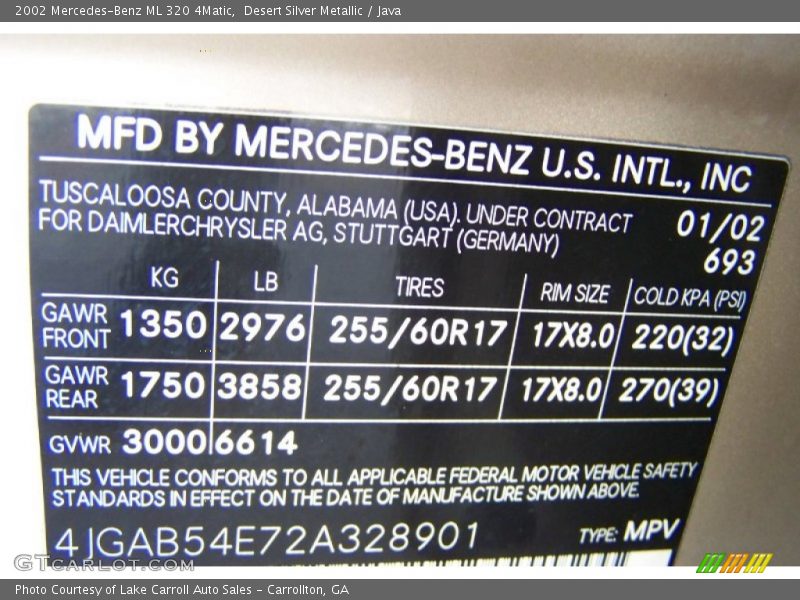 2002 Mercedes-Benz ML 320 4Matic,  Desert Silver Metallic / Java
MFD BY MERCEDES-BENZ U.S. INTL., INC
TUSCALOOSA COUNTY, ALABAMA (USA). UNDER CONTRACT
FOR DAIMLERCHRYSLER AG, STUTTGART (GERMANY)
01/02
693
KG LB TIRES RIM SIZE COLD KPA (PSI)
GAWR FRONT 1350 2976 255/60R17 17X8.0 220(32)
GAWR REAR 1750 3858 255/60R17 17X8.0 270(39)
GVWR 3000 6614
THIS VEHICLE CONFORMS TO ALL APPLICABLE FEDERAL MOTOR VEHICLE SAFETY
STANDARDS IN EFFECT ON THE DATE OF MANUFACTURE SHOWN ABOVE.
4JGAB54E72A328901 TYPE: MPV
GTCARLOT.COM
Photo Courtesy of Lake Carroll Auto Sales - Carrollton, GA